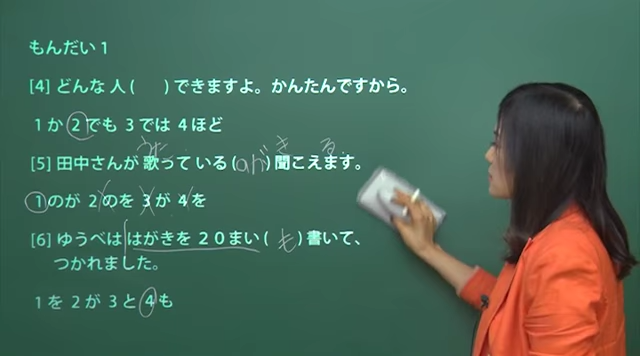 もんだい 1
[4] どんな 人 (　) できますよ。かんたんですから。
1 か 2 でも 3 では 4 ほど
うた
き る
[5] 田中さんが 歌って いる ( のが ) 聞こえます。
1 のが 2 のを 3 が 4 を
[6] ゆうべは はがきを 20まい ( も ) 書いて、
つかれました。
1 を 2 が 3 と 4 も